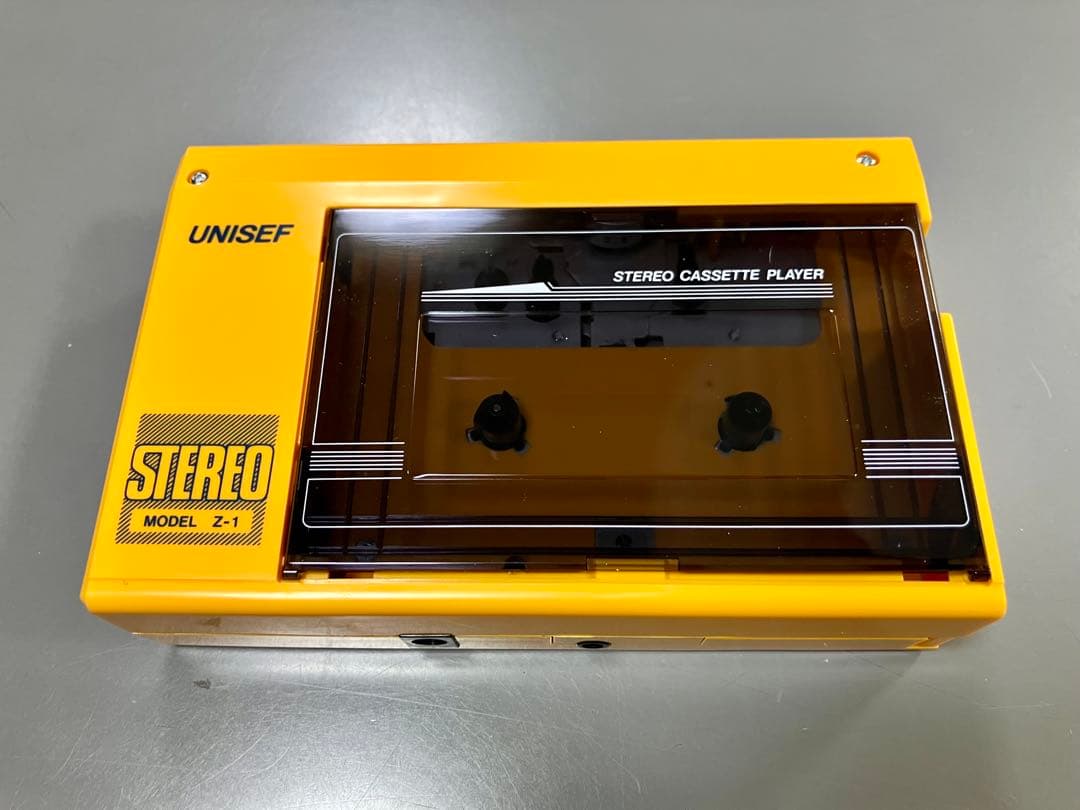 UNISEF
STEREO CASSETTE PLAYER
STEREO
MODEL Z-1